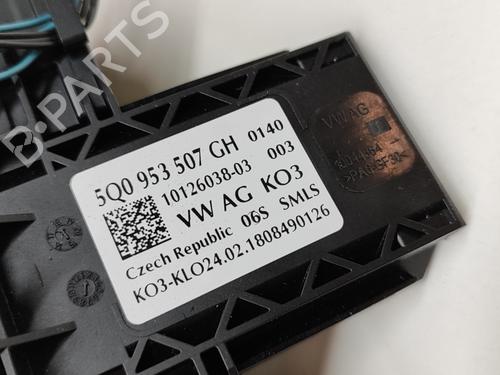 B-PARTS
5Q0 953 507 GH 0140
10126038-03 003
VW AG KO3
Czech Republic 06S SMLS
KO3-KLO24.02.1808490126
VW AG